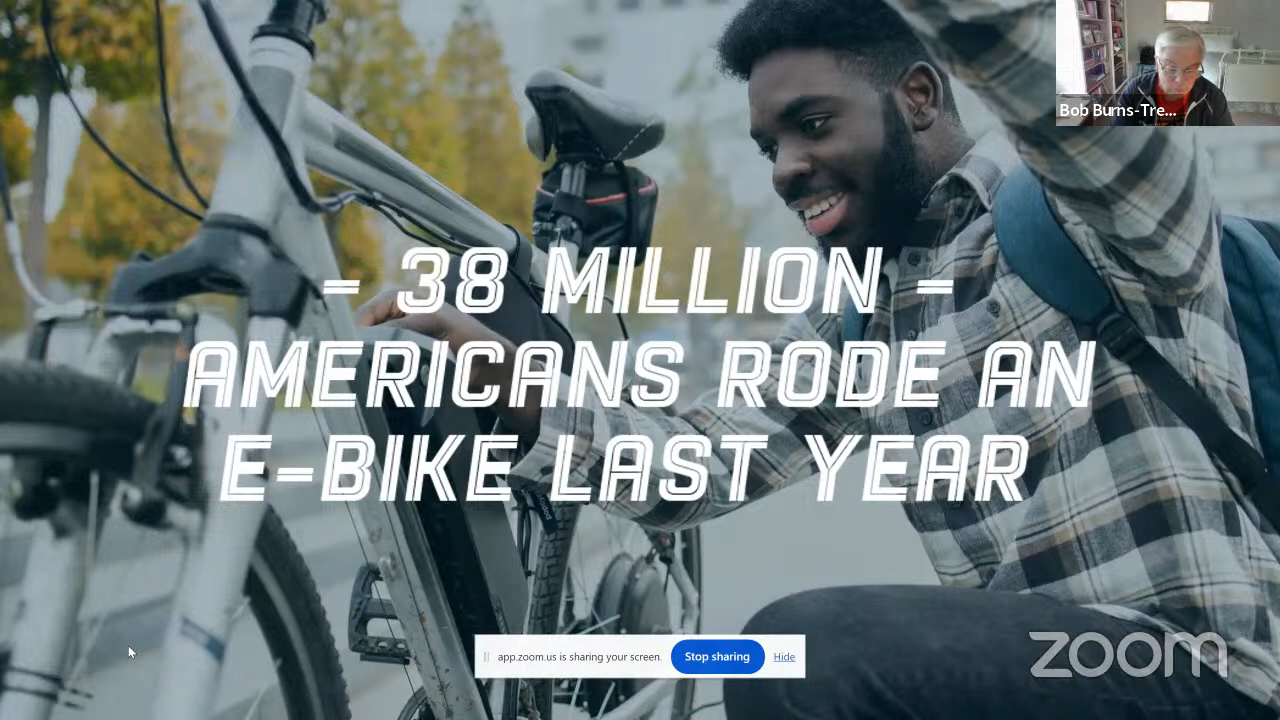 Bob Burns-Tre...
– 38 MILLION –
AMERICANS RODE AN
E-BIKE LAST YEAR
app.zoom.us is sharing your screen.
Stop sharing
Hide
zoom